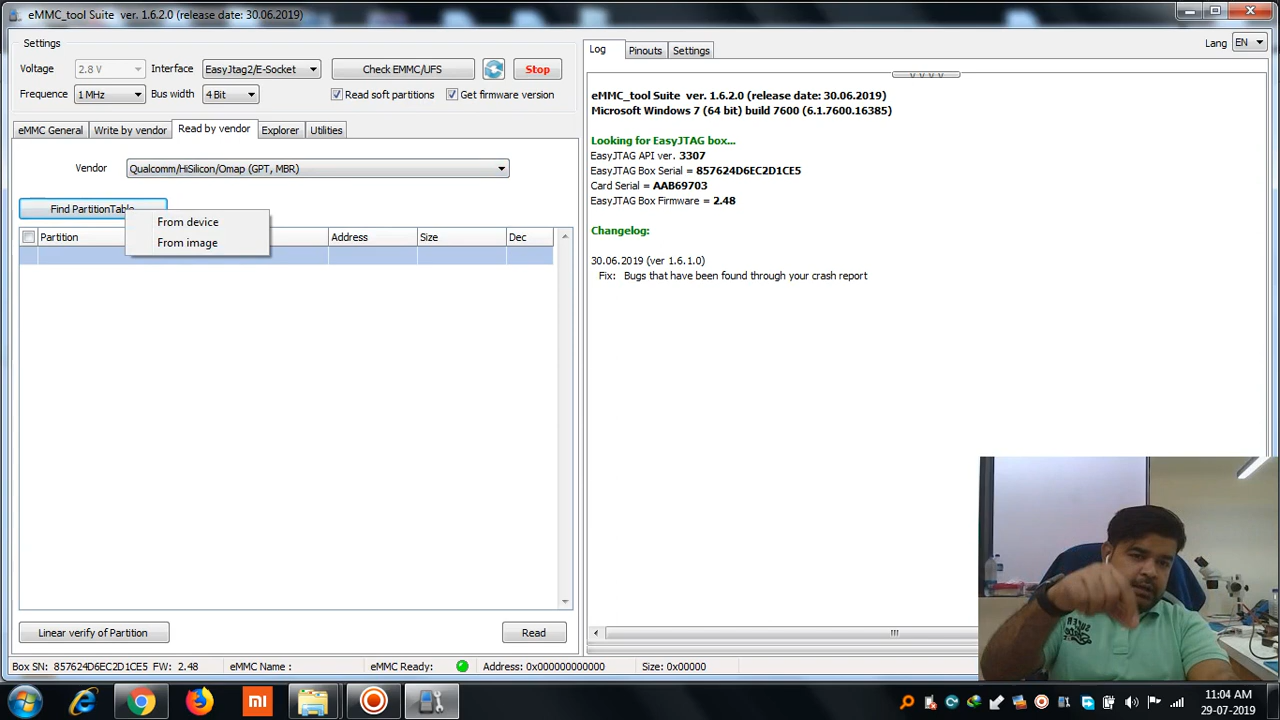 eMMC_tool Suite ver. 1.6.2.0 (release date: 30.06.2019)
Settings
Voltage 2.8 V Interface EasyJtag2/E-Socket Check EMMC/UFS Stop
Frequency 1 MHz Bus width 4 Bit Read soft partitions Get firmware version
eMMC General Write by vendor Read by vendor Explorer Utilities
Vendor Qualcomm/HiSilicon/Omap (GPT, MBR)
Find PartitionTable
From device
From image
Partition Address Size Dec
Linear verify of Partition Read
Log Pinouts Settings Lang EN
eMMC_tool Suite ver. 1.6.2.0 (release date: 30.06.2019)
Microsoft Windows 7 (64 bit) build 7600 (6.1.7600.16385)
Looking for EasyJTAG box...
EasyJTAG API ver. 3307
EasyJTAG Box Serial = 857624D6EC2D1CE5
Card Serial = AAB69703
EasyJTAG Box Firmware = 2.48
Changelog:
30.06.2019 (ver 1.6.1.0)
Fix: Bugs that have been found through your crash report
Box SN: 857624D6EC2D1CE5 FW: 2.48 eMMC Name : eMMC Ready: Address: 0x000000000000 Size: 0x00000
11:04 AM
29-07-2019